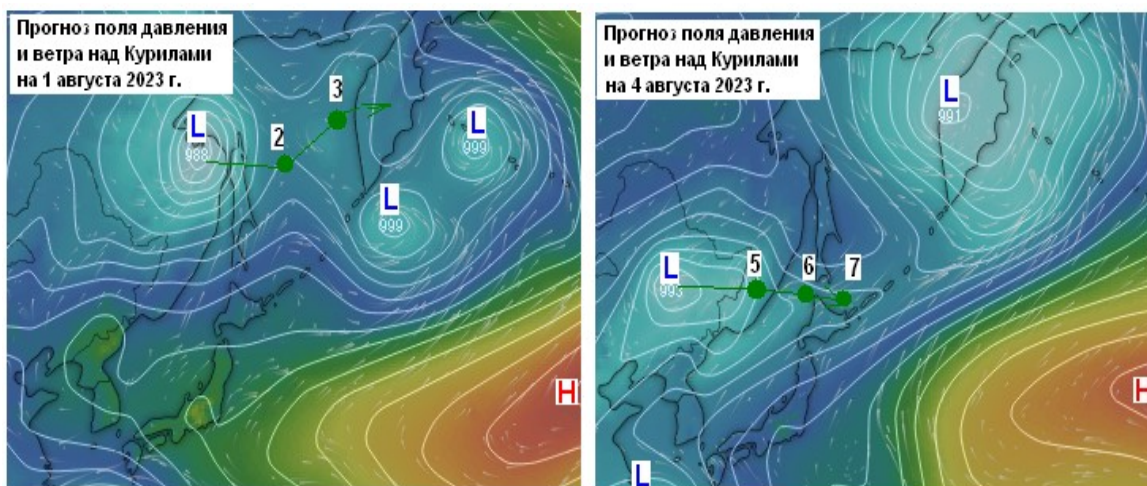 Прогноз поля давления
и ветра над Курилами
на 1 августа 2023 г.
3
L
2
L
988
999
L
999
H
Прогноз поля давления
и ветра над Курилами
на 4 августа 2023 г.
L
991
L
5
6
7
993
H
L